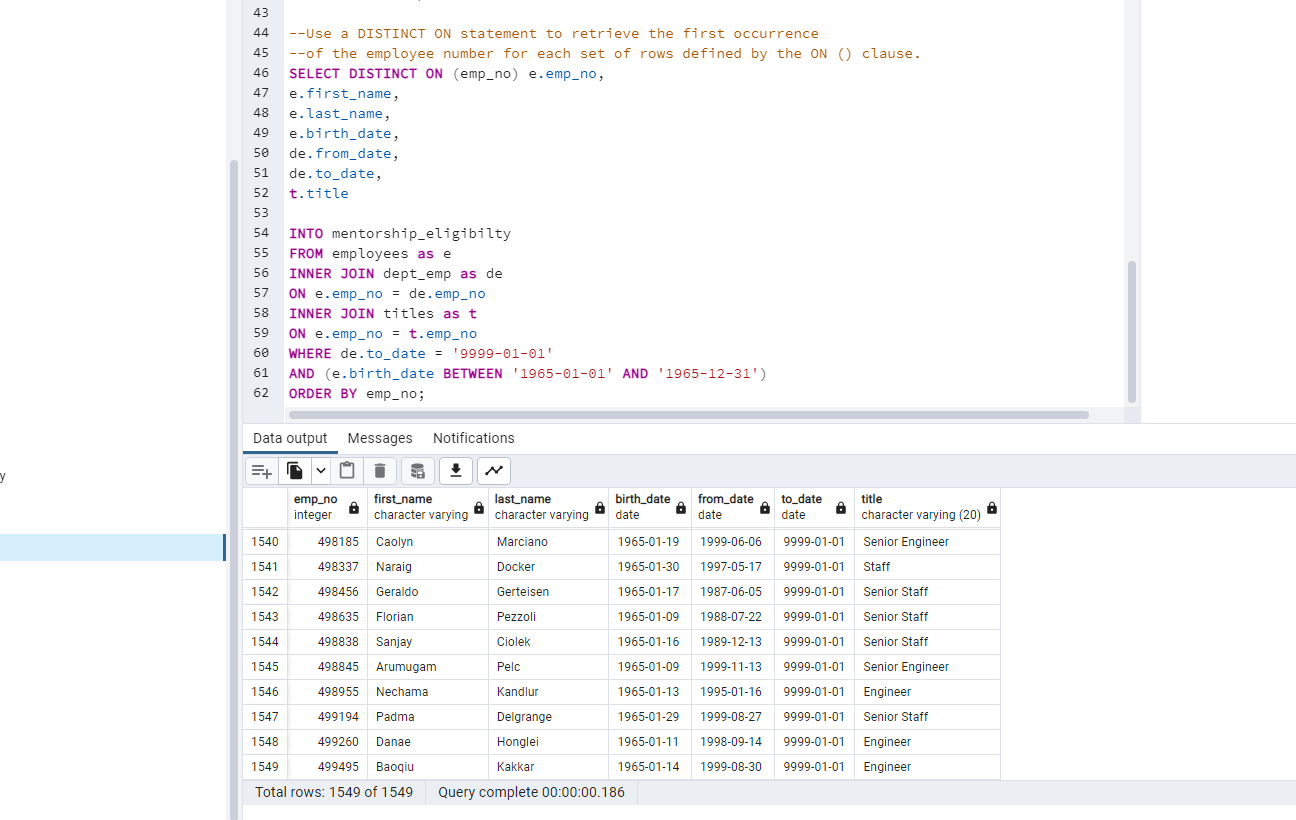 43
44 --Use a DISTINCT ON statement to retrieve the first occurrence
45 --of the employee number for each set of rows defined by the ON () clause.
46 SELECT DISTINCT ON (emp_no) e.emp_no,
47 e.first_name,
48 e.last_name,
49 e.birth_date,
50 de.from_date,
51 de.to_date,
52 t.title
53
54 INTO mentorship_eligibilty
55 FROM employees as e
56 INNER JOIN dept_emp as de
57 ON e.emp_no = de.emp_no
58 INNER JOIN titles as t
59 ON e.emp_no = t.emp_no
60 WHERE de.to_date = '9999-01-01'
61 AND (e.birth_date BETWEEN '1965-01-01' AND '1965-12-31')
62 ORDER BY emp_no;
Data output Messages Notifications
y
emp_no first_name last_name birth_date from_date to_date title
integer character varying character varying date date date character varying (20)
1540 498185 Caolyn Marciano 1965-01-19 1999-06-06 9999-01-01 Senior Engineer
1541 498337 Naraig Docker 1965-01-30 1997-05-17 9999-01-01 Staff
1542 498456 Geraldo Gerteisen 1965-01-17 1987-06-05 9999-01-01 Senior Staff
1543 498635 Florian Pezzoli 1965-01-09 1988-07-22 9999-01-01 Senior Staff
1544 498838 Sanjay Ciolek 1965-01-16 1989-12-13 9999-01-01 Senior Staff
1545 498845 Arumugam Pelc 1965-01-09 1999-11-13 9999-01-01 Senior Engineer
1546 498955 Nechama Kandlur 1965-01-13 1995-01-16 9999-01-01 Engineer
1547 499194 Padma Delgrange 1965-01-29 1999-08-27 9999-01-01 Senior Staff
1548 499260 Danae Honglei 1965-01-11 1998-09-14 9999-01-01 Engineer
1549 499495 Baoqiu Kakkar 1965-01-14 1999-08-30 9999-01-01 Engineer
Total rows: 1549 of 1549 Query complete 00:00:00.186